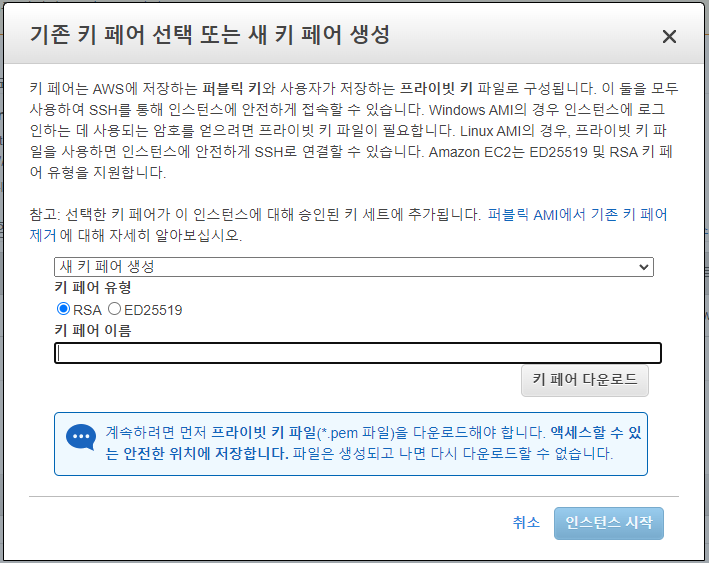 기존 키 페어 선택 또는 새 키 페어 생성
키 페어는 AWS에 저장하는 퍼블릭 키와 사용자가 저장하는 프라이빗 키 파일로 구성됩니다. 이 둘을 모두
사용하여 SSH를 통해 인스턴스에 안전하게 접속할 수 있습니다. Windows AMI의 경우 인스턴스에 로그
인하는 데 사용되는 암호를 얻으려면 프라이빗 키 파일이 필요합니다. Linux AMI의 경우, 프라이빗 키 파
일을 사용하면 인스턴스에 안전하게 SSH로 연결할 수 있습니다. Amazon EC2는 ED25519 및 RSA 키 페
어 유형을 지원합니다.
참고: 선택한 키 페어가 이 인스턴스에 대해 승인된 키 세트에 추가됩니다. 퍼블릭 AMI에서 기존 키 페어
제거 에 대해 자세히 알아보십시오.
새 키 페어 생성
키 페어 유형
RSA ED25519
키 페어 이름
키 페어 다운로드
계속하려면 먼저 프라이빗 키 파일(*.pem 파일)을 다운로드해야 합니다. 액세스할 수 있
는 안전한 위치에 저장합니다. 파일은 생성되고 나면 다시 다운로드할 수 없습니다.
취소 인스턴스 시작